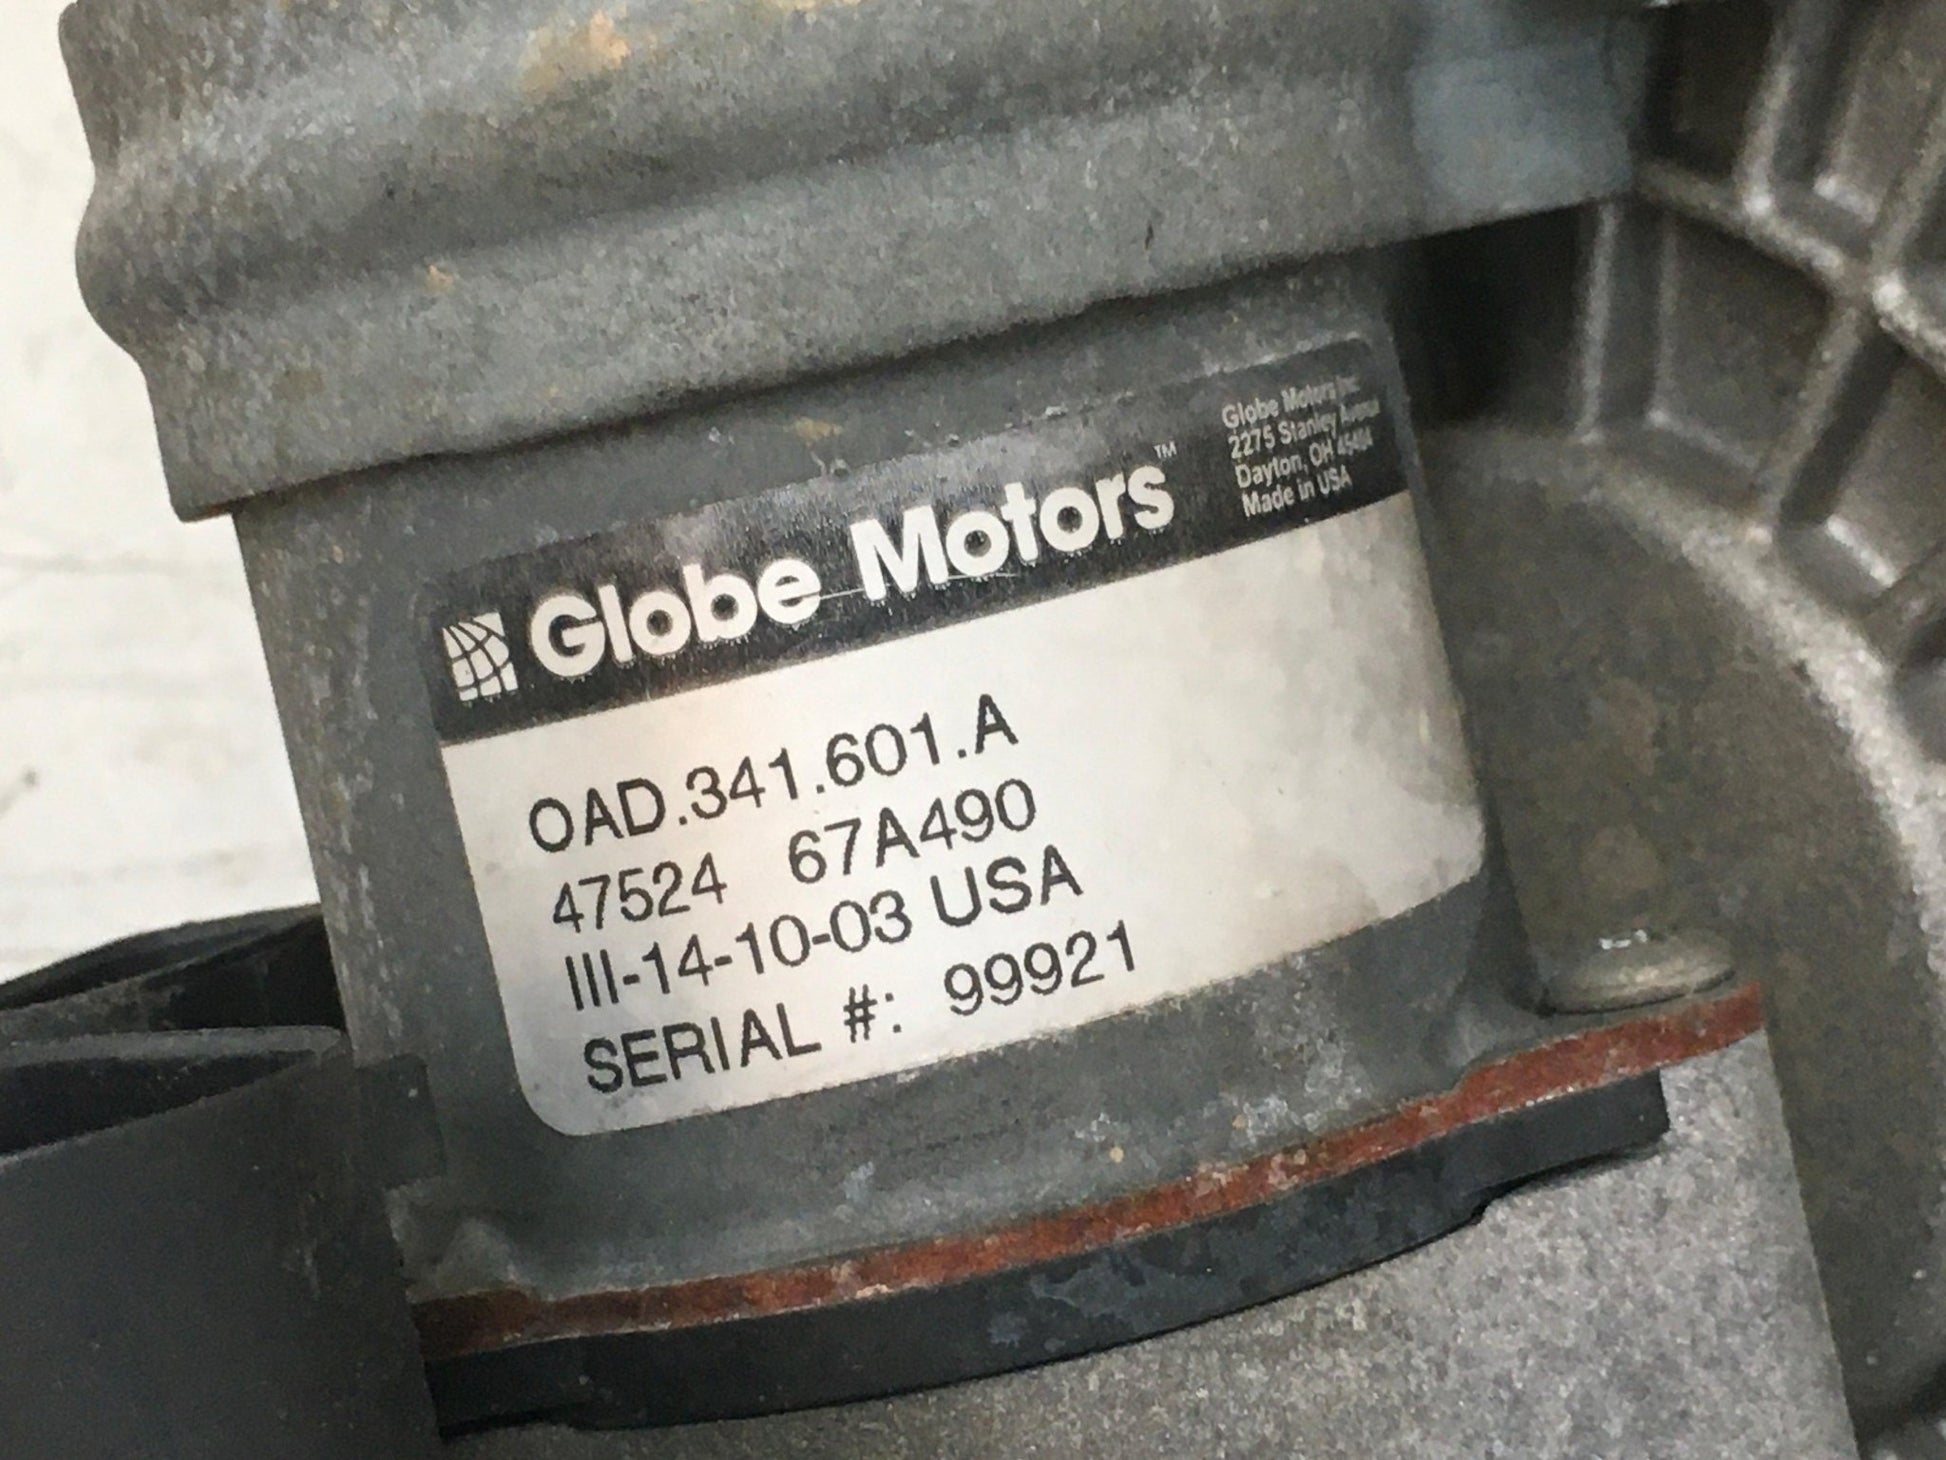 Globe Motors™
Globe Motors Inc
2275 Stanley Avenue
Dayton, OH 45404
Made in USA
OAD.341.601.A
47524 67A490
III-14-10-03 USA
SERIAL #: 99921